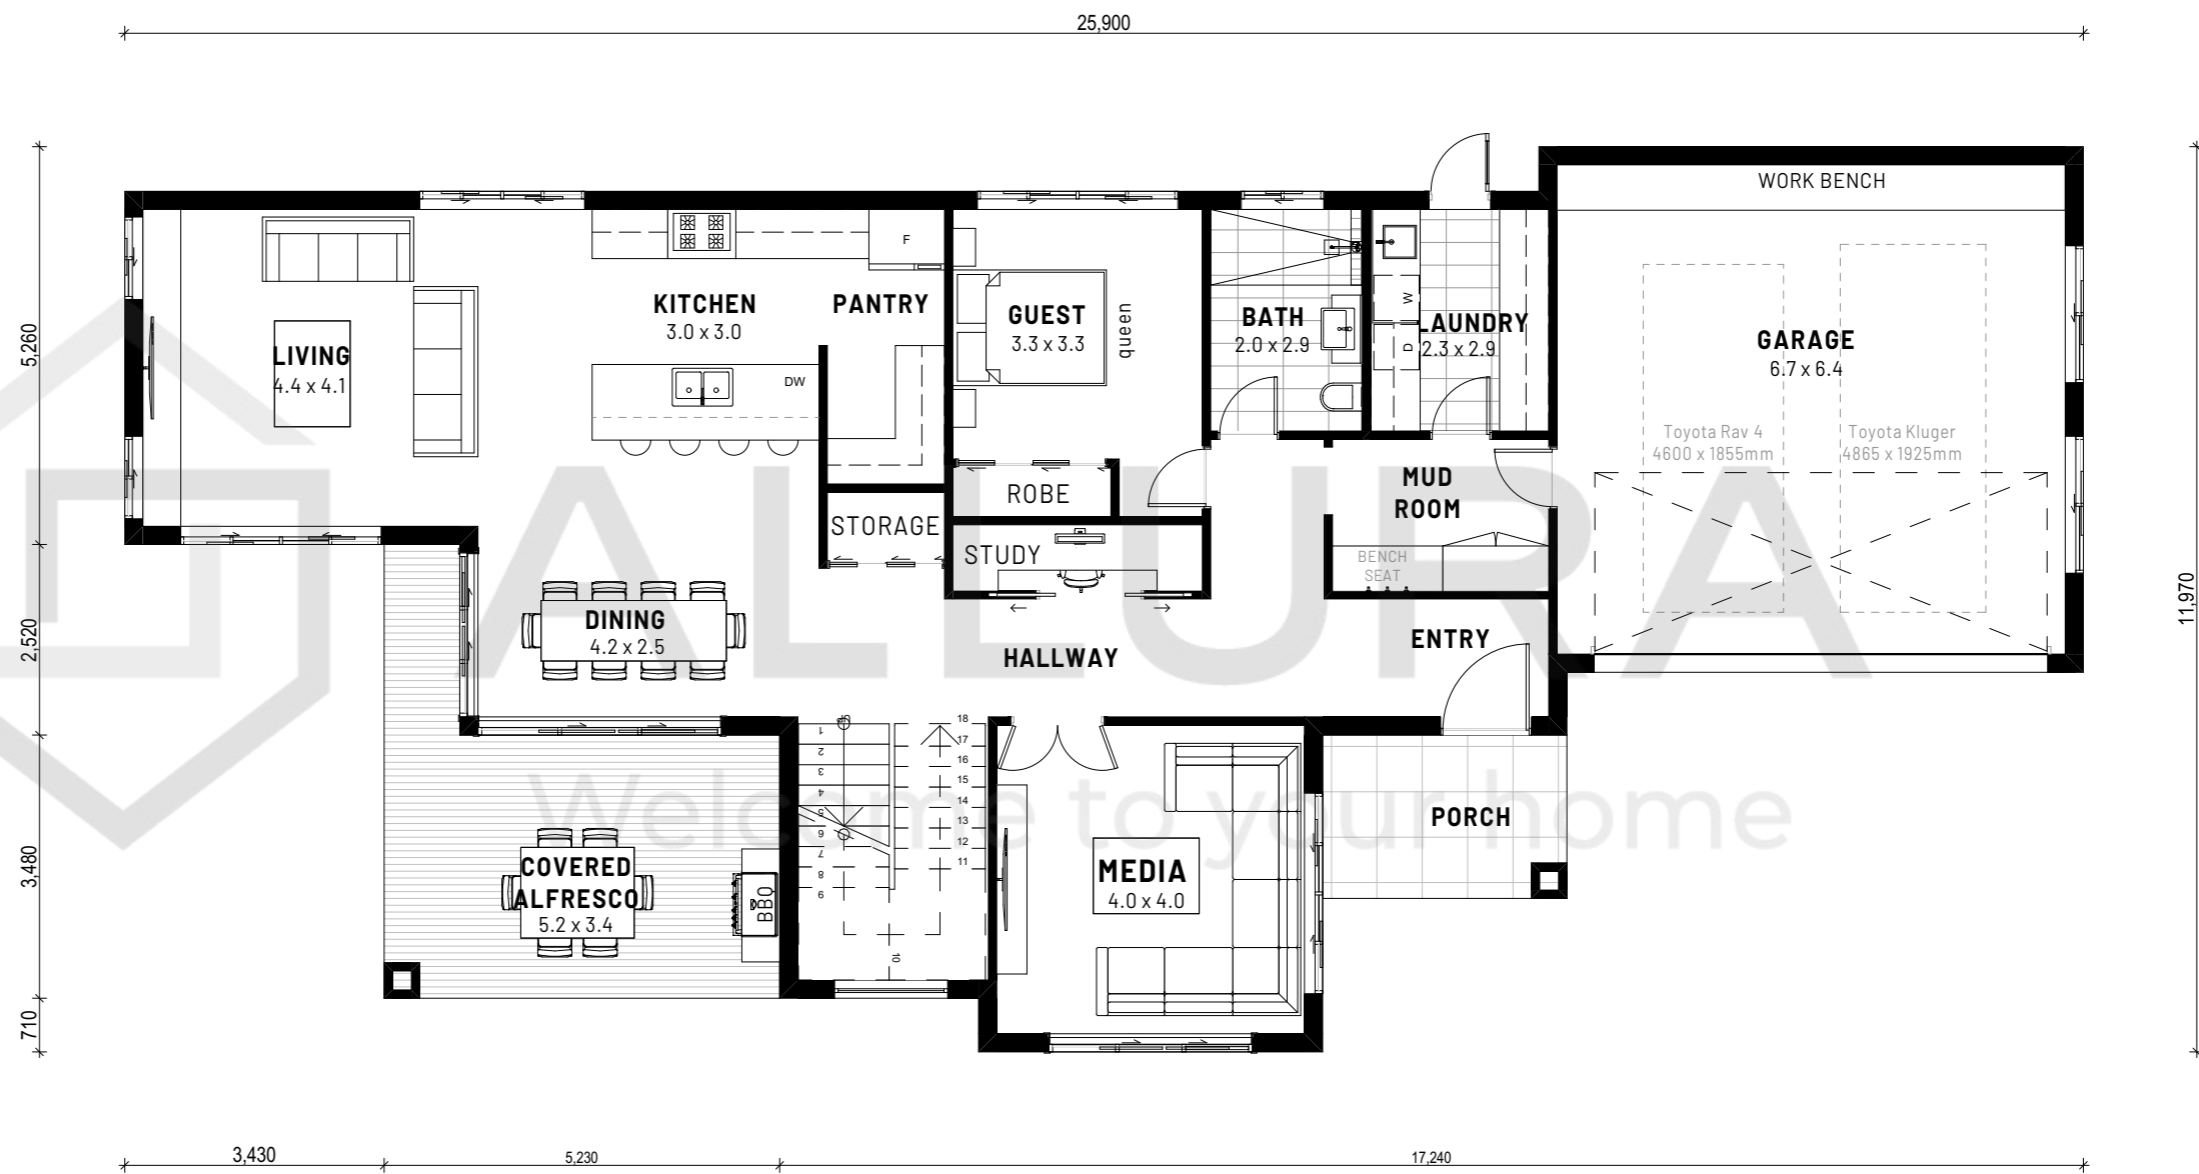 25,900
WORK BENCH
F
KITCHEN
3.0 x 3.0
PANTRY
GUEST
3.3 x 3.3
queen
BATH
2.0 x 2.9
W
LAUNDRY
2.3 x 2.9
D
GARAGE
6.7 x 6.4
5,260
LIVING
4.4 x 4.1
DW
Toyota Rav 4
4600 x 1855mm
Toyota Kluger
4865 x 1925mm
MUD
ROOM
ROBE
STORAGE
STUDY
BENCH
SEAT
ALLURA
11,970
2,520
DINING
4.2 x 2.5
HALLWAY
ENTRY
UP
1
2
3
4
5
6
7
8
9
10
18
17
16
15
14
13
12
11
Welcome to your home
PORCH
3,480
COVERED
ALFRESCO
5.2 x 3.4
BBQ
MEDIA
4.0 x 4.0
710
3,430
5,230
17,240